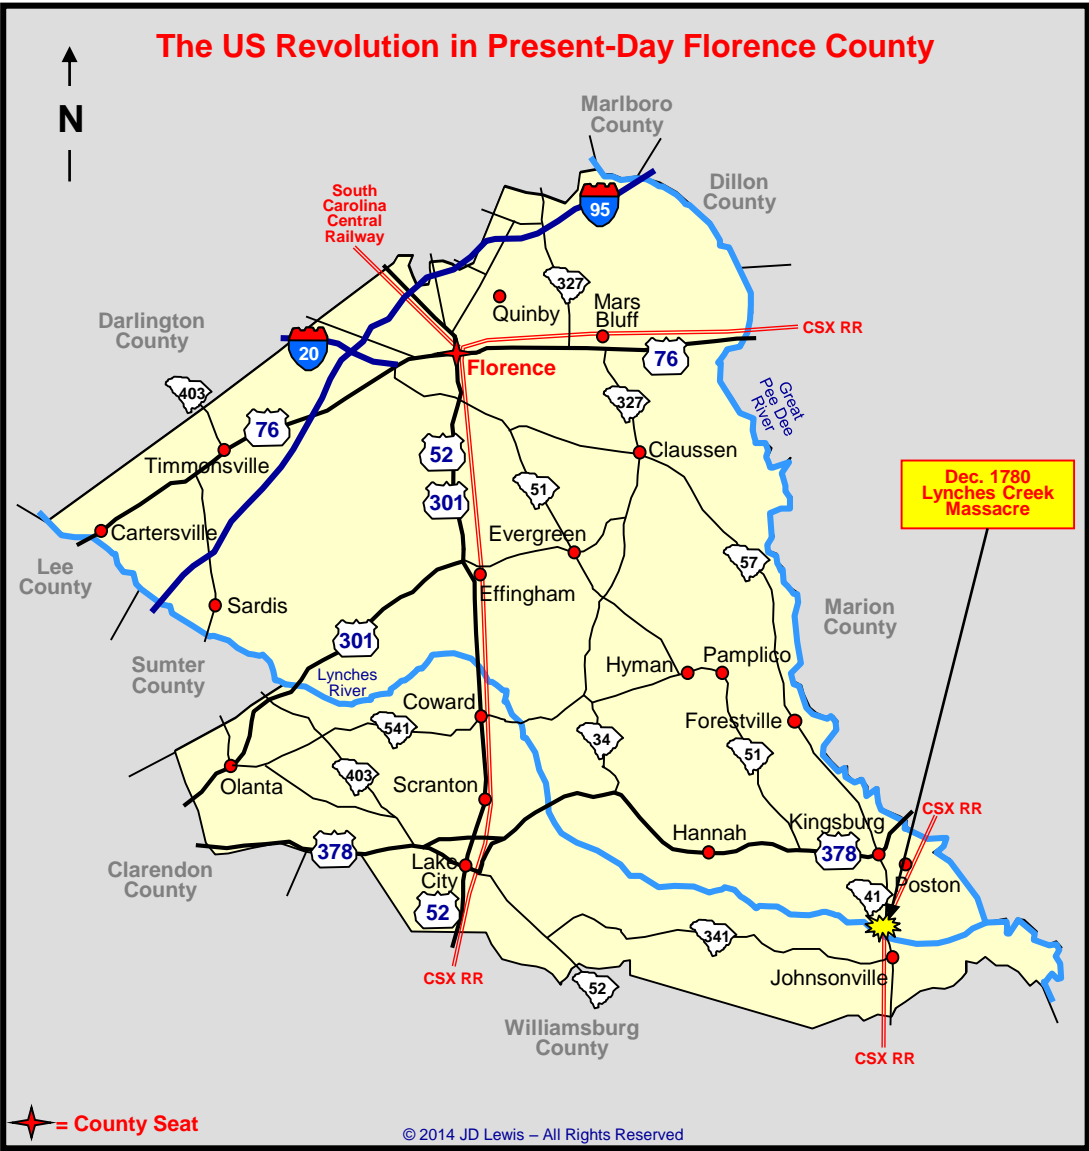 The US Revolution in Present-Day Florence County
N
Marlboro
County
Dillon
County
South
Carolina
Central
Railway
95
327
Quinby
Mars
Bluff
CSX RR
Darlington
County
20
Florence
76
403
76
327
Great
Pee Dee
River
Timmonsville
52
Claussen
301
51
Dec. 1780
Lynches Creek
Massacre
Cartersville
Evergreen
Lee
County
57
Effingham
Sardis
Marion
County
301
Sumter
County
Lynches
River
Hyman
Pamplico
Coward
Forestville
541
34
51
403
Olanta
Scranton
CSX RR
Kingsburg
Hannah
378
378
Clarendon
County
Lake
City
Poston
41
52
341
Johnsonville
CSX RR
52
Williamsburg
County
CSX RR
= County Seat
© 2014 JD Lewis – All Rights Reserved